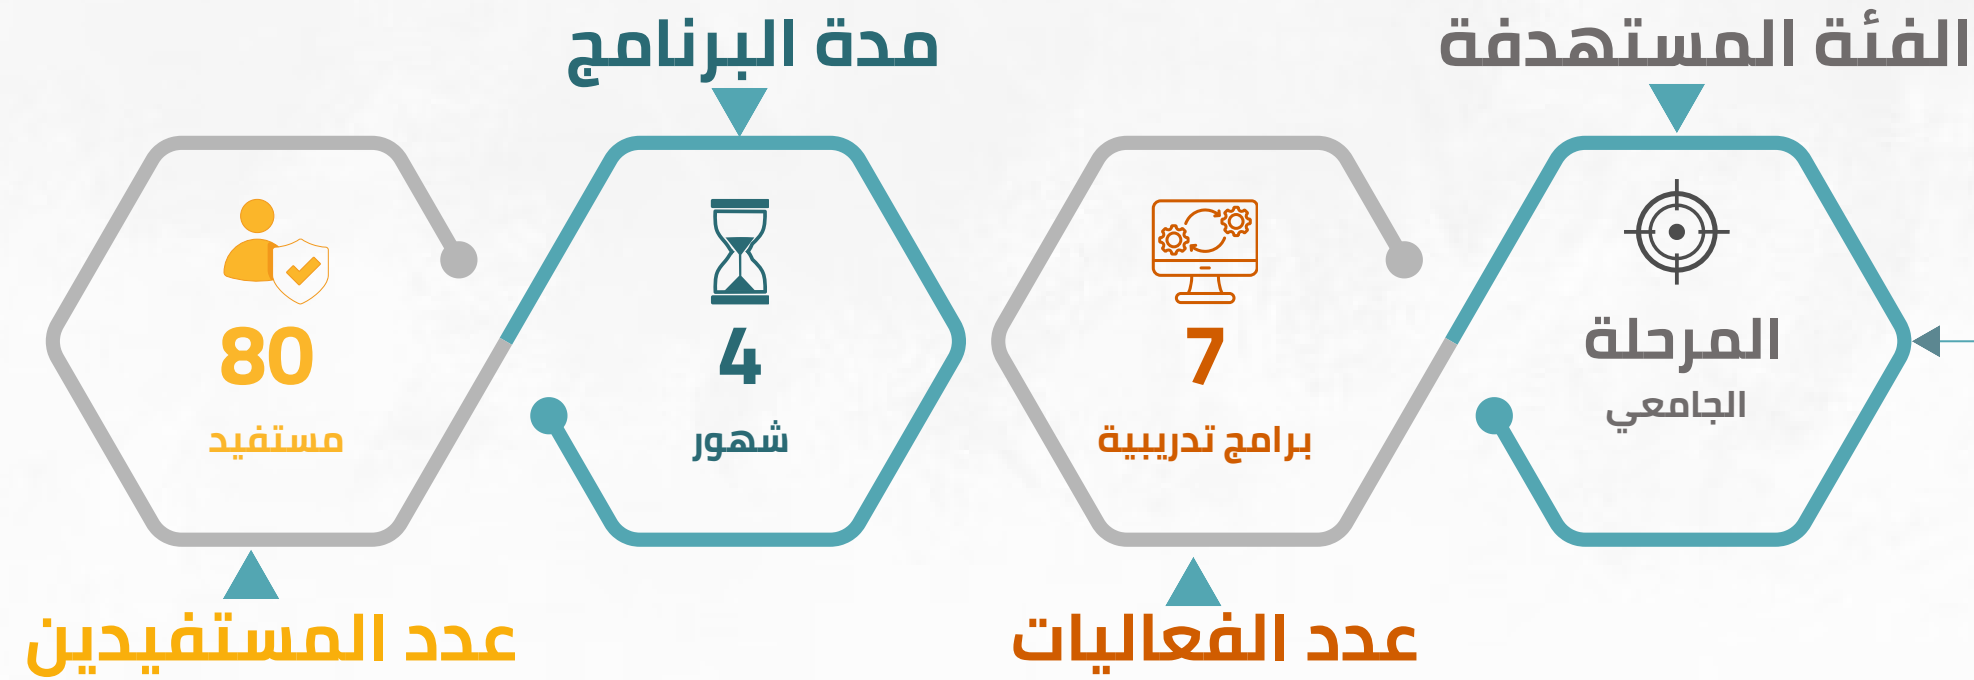 الفئة المستهدفة
المرحلة
الجامعي
7
برامج تدريبية
عدد الفعاليات
مدة البرنامج
4
شهور
80
مستفيد
عدد المستفيدين